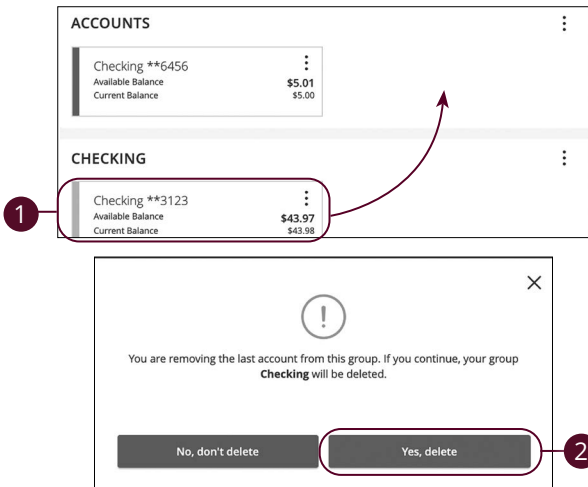 ACCOUNTS
Checking **6456
Available Balance $5.01
Current Balance $5.00
CHECKING
1
Checking **3123
Available Balance $43.97
Current Balance $43.98
!
You are removing the last account from this group. If you continue, your group
Checking will be deleted.
No, don't delete Yes, delete
2